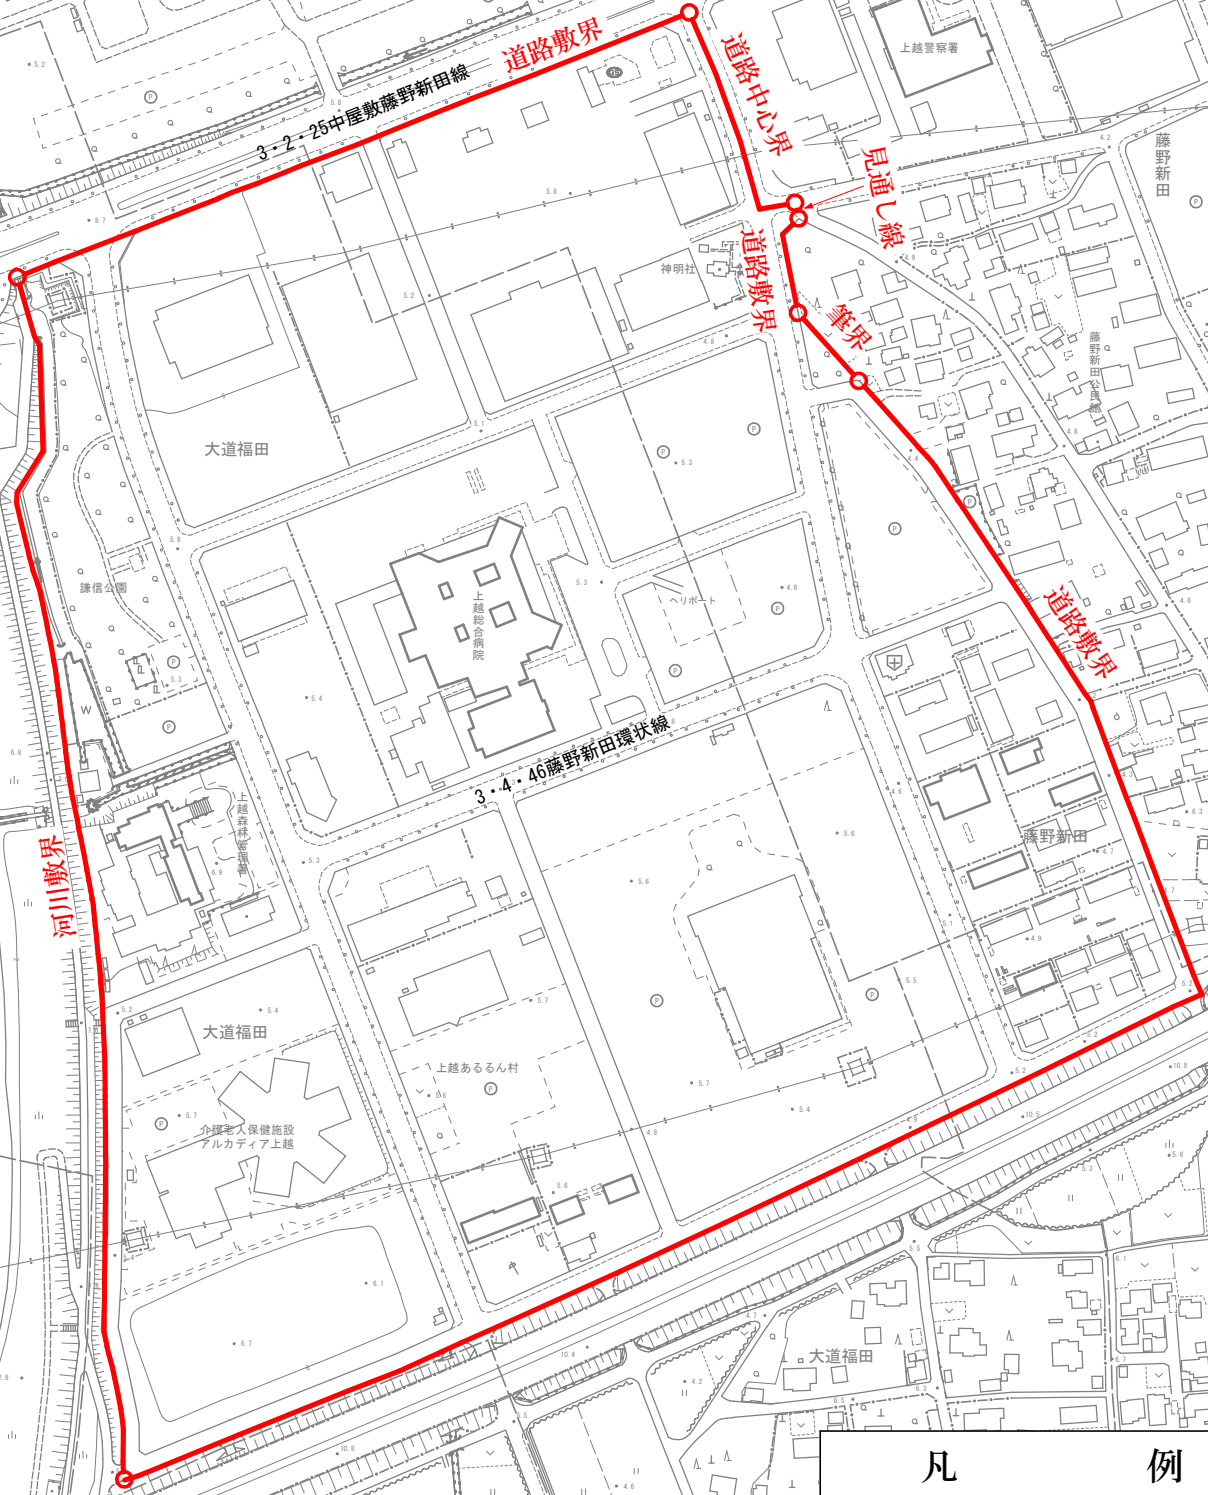 道路敷界
3・2・25中屋敷藤野新田線
道路中心界
上越警察署
藤野新田
見通し線
道路敷界
神明社
筆界
藤野新田公民館
大道福田
謙信公園
上越総合病院
ヘリポート
道路敷界
3・4・46藤野新田環状線
上越森林管理署
藤野新田
河川敷界
大道福田
上越あるるん村
介護老人保健施設
アルカディア上越
大道福田
凡 例